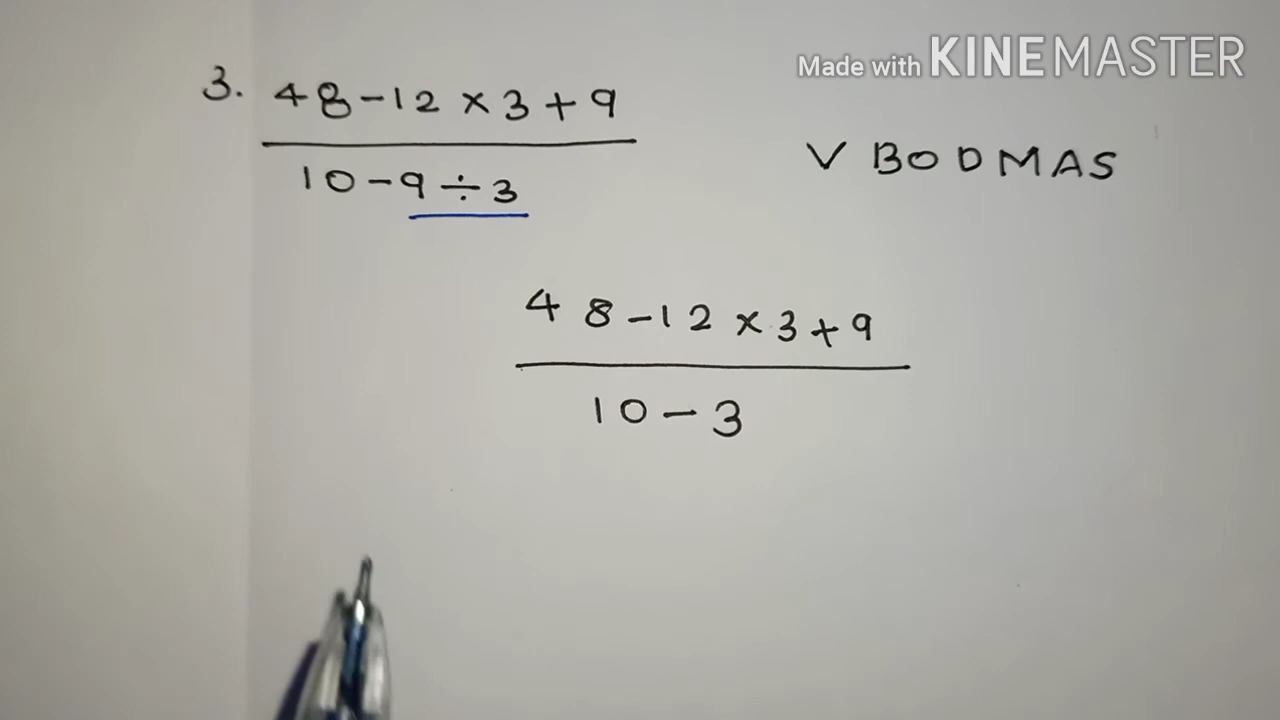 Made with KINEMASTER
3. 48-12 × 3 + 9
10 - 9 ÷ 3
V BODMAS
48-12 × 3 + 9
10 - 3